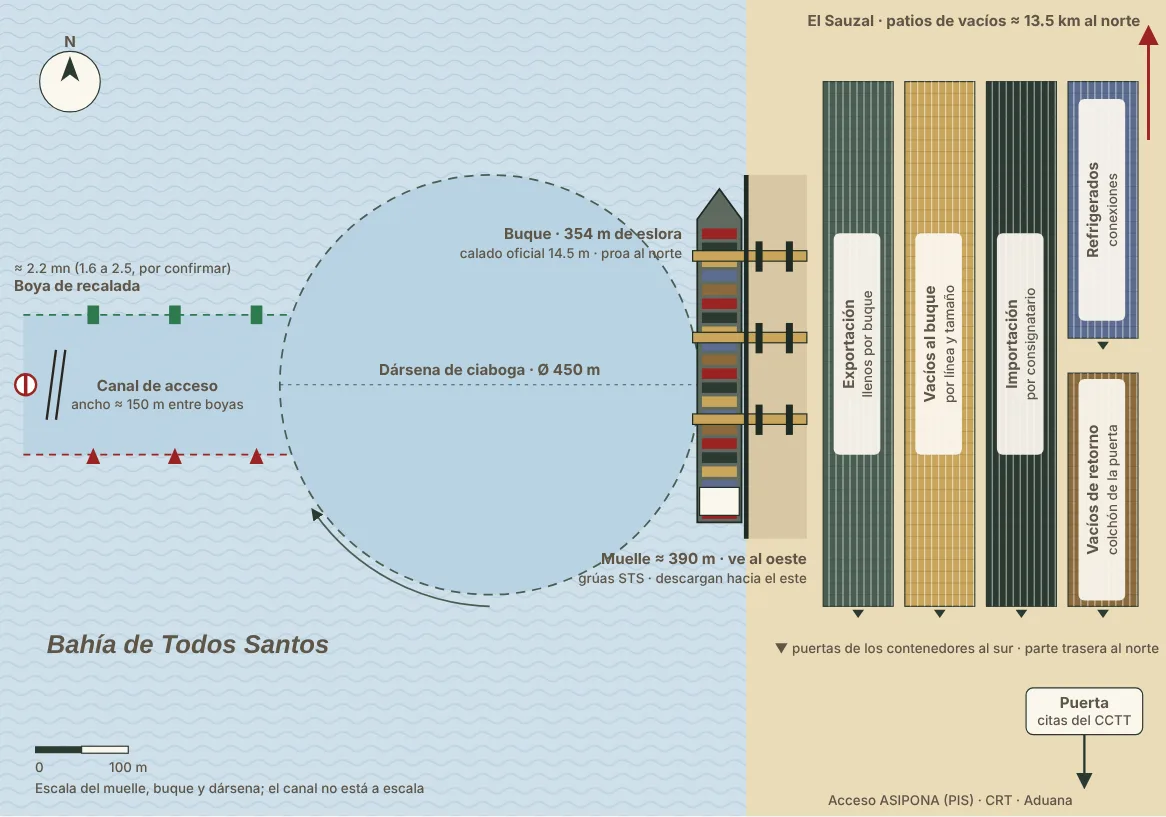 El Sauzal · patios de vacíos ≈ 13.5 km al norte
N
Buque · 354 m de eslora
calado oficial 14.5 m · proa al norte
≈ 2.2 mn (1.6 a 2.5, por confirmar)
Boya de recalada
Canal de acceso
ancho ≈ 150 m entre boyas
Dársena de ciaboga · Ø 450 m
Muelle ≈ 390 m · ve al oeste
grúas STS · descargan hacia el este
Exportación
llenos por buque
Vacíos al buque
por línea y tamaño
Importación
por consignatario
Refrigerados
conexiones
Vacíos de retorno
colchón de la puerta
Bahía de Todos Santos
▼ puertas de los contenedores al sur · parte trasera al norte
Puerta
citas del CCTT
0 100 m
Escala del muelle, buque y dársena; el canal no está a escala
Acceso ASIPONA (PIS) · CRT · Aduana